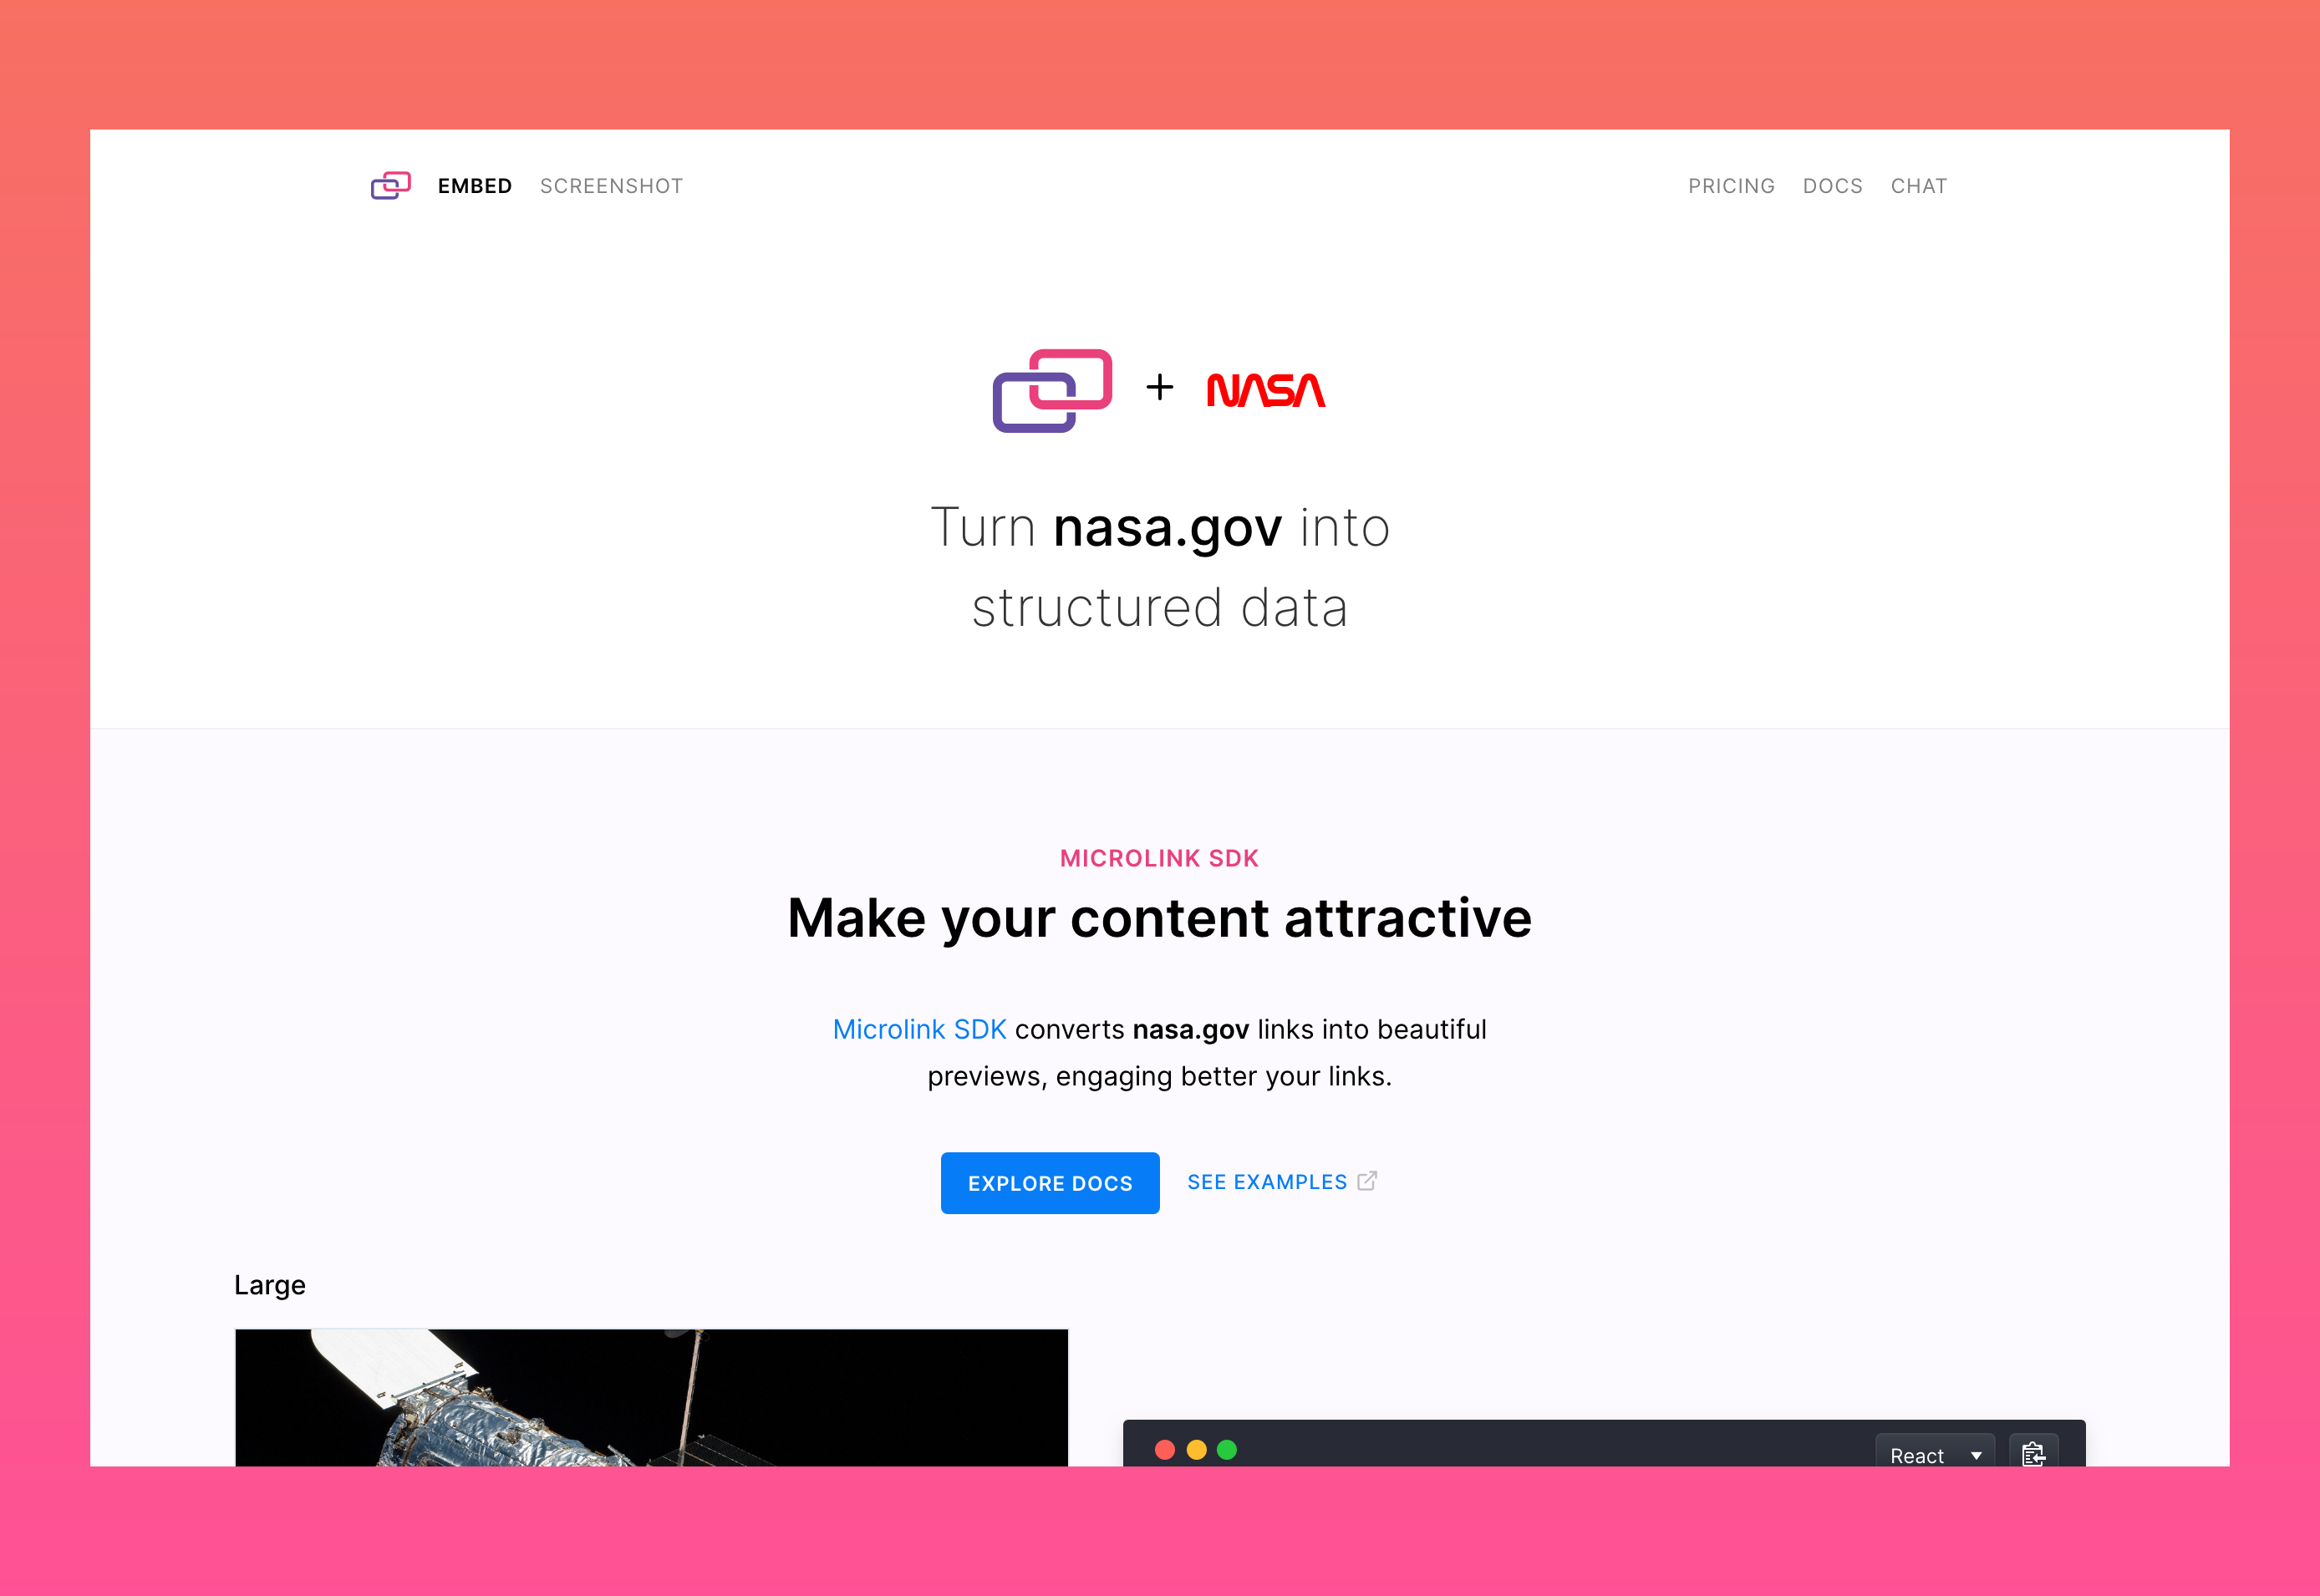 EMBED SCREENSHOT PRICING DOCS CHAT
+ NASA
Turn nasa.gov into
structured data
MICROLINK SDK
Make your content attractive
Microlink SDK converts nasa.gov links into beautiful
previews, engaging better your links.
EXPLORE DOCS SEE EXAMPLES
Large
React